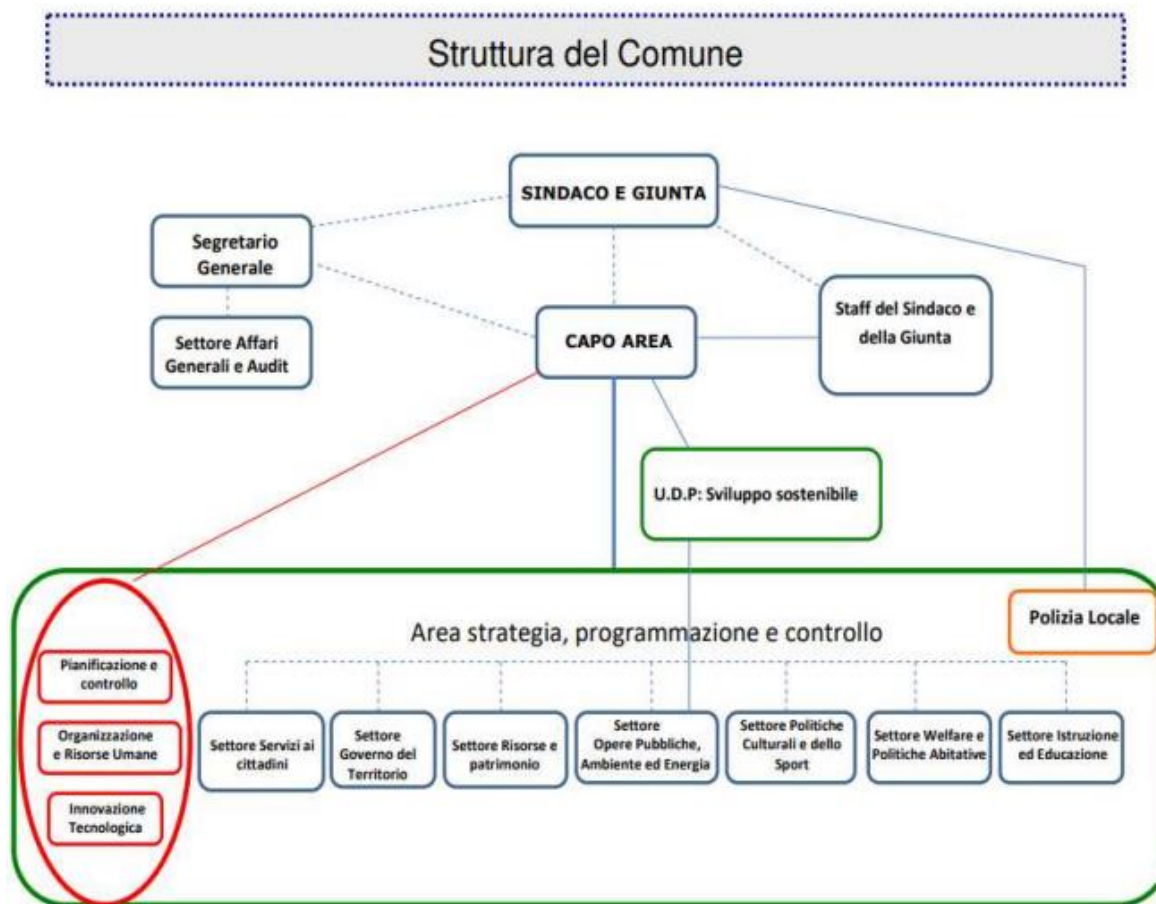 Struttura del Comune
SINDACO E GIUNTA
Segretario
Generale
Staff del Sindaco e
della Giunta
Settore Affari
Generali e Audit
CAPO AREA
U.D.P: Sviluppo sostenibile
Polizia Locale
Area strategia, programmazione e controllo
Pianificazione e
controllo
Organizzazione
e Risorse Umane
Innovazione
Tecnologica
Settore Servizi ai
cittadini
Settore
Governo del
Territorio
Settore Risorse e
patrimonio
Settore
Opere Pubbliche,
Ambiente ed Energia
Settore Politiche
Culturali e dello
Sport
Settore Welfare e
Politiche Abitative
Settore Istruzione
ed Educazione